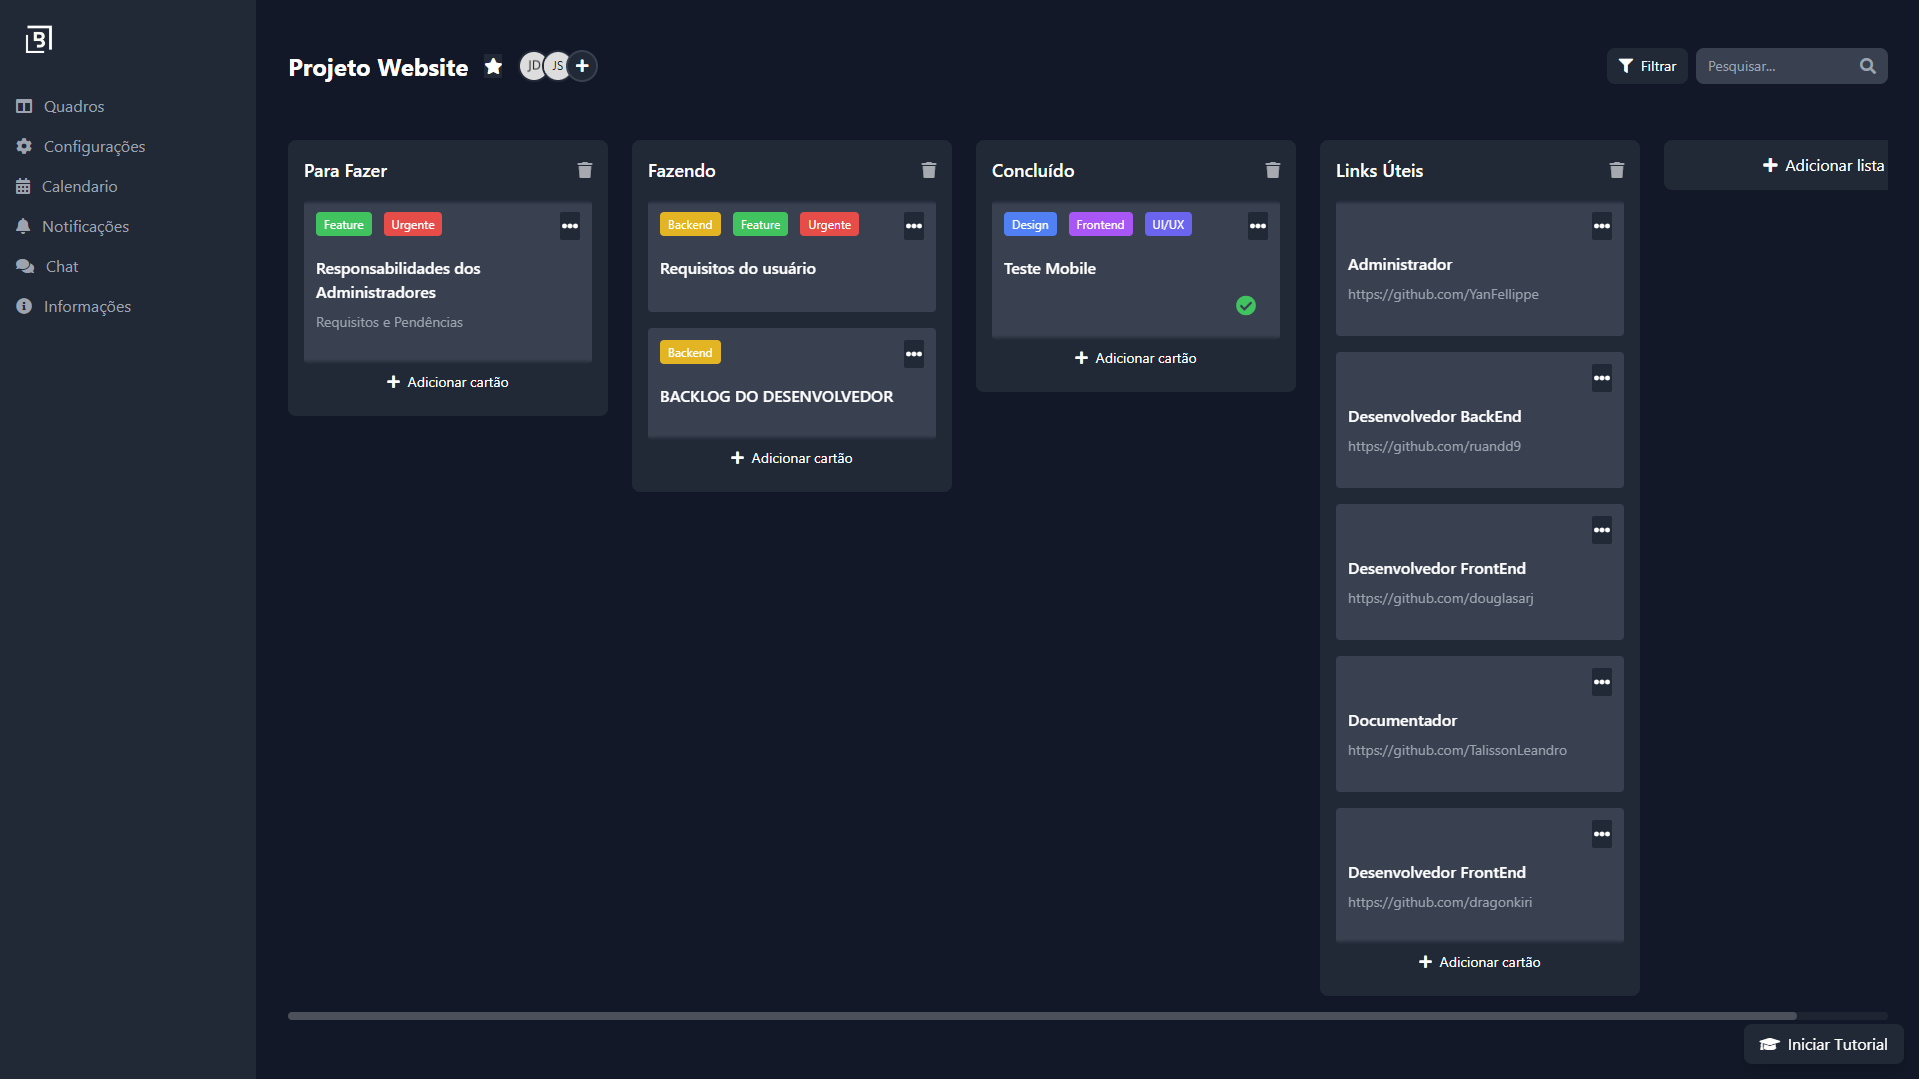 B
Quadros
Configurações
Calendario
Notificações
Chat
Informações
Projeto Website
JD JS
Filtrar
Pesquisar...
Para Fazer
Feature Urgente
Responsabilidades dos
Administradores
Requisitos e Pendências
Adicionar cartão
Fazendo
Backend Feature Urgente
Requisitos do usuário
Backend
BACKLOG DO DESENVOLVEDOR
Adicionar cartão
Concluído
Design Frontend UI/UX
Teste Mobile
Adicionar cartão
Links Úteis
Administrador
https://github.com/YanFellippe
Desenvolvedor BackEnd
https://github.com/ruandd9
Desenvolvedor FrontEnd
https://github.com/douglasarj
Documentador
https://github.com/TalissonLeandro
Desenvolvedor FrontEnd
https://github.com/dragonkiri
Adicionar cartão
Adicionar lista
Iniciar Tutorial